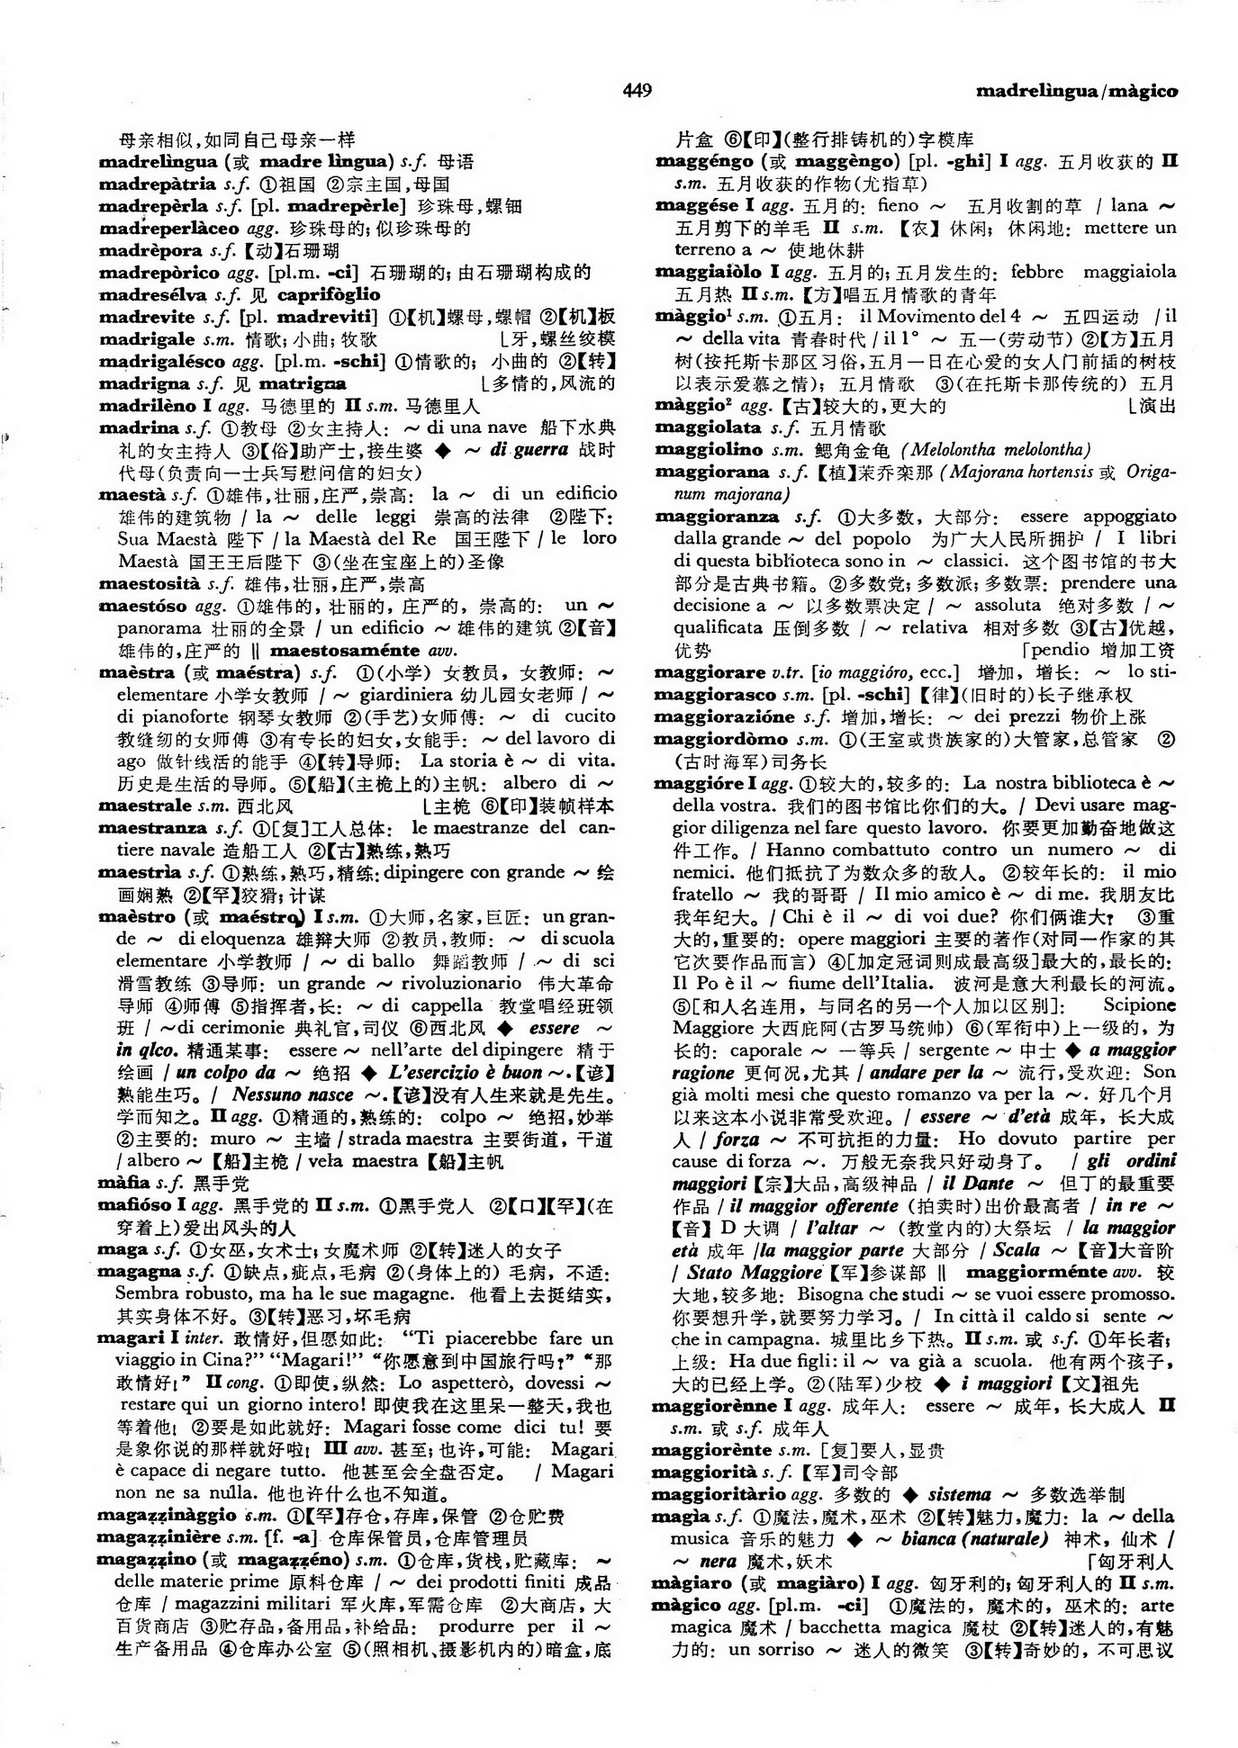 449
madrelìngua/màgico
母亲相似,如同自己母亲一样
madrelìngua (或 madre lìngua) s.f. 母语
madrepàtria s.f. ①祖国 ②宗主国,母国
madrepèrla s.f. [pl. madrepèrle] 珍珠母,螺钿
madreperlàceo agg. 珍珠母的;似珍珠母的
madrèpora s.f.【动】石珊瑚
madrepòrico agg. [pl.m. -ci] 石珊瑚的;由石珊瑚构成的
madresélva s.f. 见 caprifòglio
madrevite s.f. [pl. madreviti] ①【机】螺母,螺帽 ②【机】板
madrigale s.m. 情歌;小曲;牧歌 ⌊牙,螺丝绞模
madrigalésco agg. [pl.m. -schi] ①情歌的; 小曲的 ②【转】
madrigna s.f. 见 matrigna ⌊多情的,风流的
madrilèno I agg. 马德里的 II s.m. 马德里人
madrina s.f. ①教母 ②女主持人: ~ di una nave 船下水典
礼的女主持人 ③【俗】助产士,接生婆 ◆ ~ di guerra 战时
代母(负责向一士兵写慰问信的妇女)
maestà s.f. ①雄伟,壮丽,庄严,崇高: la ~ di un edificio
雄伟的建筑物 / la ~ delle leggi 崇高的法律 ②陛下:
Sua Maestà 陛下 / la Maestà del Re 国王陛下 / le loro
Maestà 国王王后陛下 ③(坐在宝座上的)圣像
maestosità s.f. 雄伟,壮丽,庄严,崇高
maestóso agg. ①雄伟的, 壮丽的, 庄严的, 崇高的: un ~
panorama 壮丽的全景 / un edificio ~ 雄伟的建筑 ②【音】
雄伟的,庄严的 ‖ maestosaménte avv.
maèstra (或 maéstra) s.f. ①(小学) 女教员, 女教师: ~
elementare 小学女教师 / ~ giardiniera 幼儿园女老师 / ~
di pianoforte 钢琴女教师 ②(手艺)女师傅: ~ di cucito
教缝纫的女师傅 ③有专长的妇女,女能手: ~ del lavoro di
ago 做针线活的能手 ④【转】导师: La storia è ~ di vita.
历史是生活的导师。⑤【船】(主桅上的)主帆: albero di ~
maestrale s.m. 西北风 ⌊主桅 ⑥【印】装帧样本
maestranza s.f. ①[复]工人总体: le maestranze del can-
tiere navale 造船工人 ②【古】熟练,熟巧
maestrìa s.f. ①熟练,熟巧,精练: dipingere con grande ~ 绘
画娴熟 ②【罕】狡猾;计谋
maèstro (或 maéstro) I s.m. ①大师,名家,巨匠: un gran-
de ~ di eloquenza 雄辩大师 ②教员,教师: ~ di scuola
elementare 小学教师 / ~ di ballo 舞蹈教师 / ~ di sci
滑雪教练 ③导师: un grande ~ rivoluzionario 伟大革命
导师 ④师傅 ⑤指挥者,长: ~ di cappella 教堂唱经班领
班 / ~di cerimonie 典礼官,司仪 ⑥西北风 ◆ essere ~
in qlco. 精通某事: essere ~ nell'arte del dipingere 精于
绘画 / un colpo da ~ 绝招 ◆ L'esercizio è buon ~.【谚】
熟能生巧。/ Nessuno nasce ~.【谚】没有人生来就是先生。
学而知之。II agg. ①精通的,熟练的: colpo ~ 绝招,妙举
②主要的: muro ~ 主墙 / strada maestra 主要街道, 干道
/ albero ~【船】主桅 / vela maestra【船】主帆
màfia s.f. 黑手党
mafióso I agg. 黑手党的 II s.m. ①黑手党人 ②【口】【罕】(在
穿着上)爱出风头的人
maga s.f. ①女巫,女术士;女魔术师 ②【转】迷人的女子
magagna s.f. ①缺点,疵点,毛病 ②(身体上的) 毛病, 不适:
Sembra robusto, ma ha le sue magagne. 他看上去挺结实,
其实身体不好。③【转】恶习,坏毛病
magari I inter. 敢情好,但愿如此: “Ti piacerebbe fare un
viaggio in Cina?” “Magari!” “你愿意到中国旅行吗?” “那
敢情好!” II cong. ①即使,纵然: Lo aspetterò, dovessi ~
restare qui un giorno intero! 即使我在这里呆一整天,我也
等着他! ②要是如此就好: Magari fosse come dici tu! 要
是象你说的那样就好啦! III avv. 甚至;也许,可能: Magari
è capace di negare tutto. 他甚至会全盘否定。 / Magari
non ne sa nulla. 他也许什么也不知道。
magazzinàggio s.m. ①【罕】存仓,存库,保管 ②仓贮费
magazzinière s.m. [f. -a] 仓库保管员,仓库管理员
magazzino (或 magazzéno) s.m. ①仓库,货栈,贮藏库: ~
delle materie prime 原料仓库 / ~ dei prodotti finiti 成品
仓库 / magazzini militari 军火库,军需仓库 ②大商店, 大
百货商店 ③贮存品,备用品,补给品: produrre per il ~
生产备用品 ④仓库办公室 ⑤(照相机、摄影机内的)暗盒,底
片盒 ⑥【印】(整行排铸机的)字模库
maggéngo (或 maggèngo) [pl. -ghi] I agg. 五月收获的 II
s.m. 五月收获的作物(尤指草)
maggése I agg. 五月的: fieno ~ 五月收割的草 / lana ~
五月剪下的羊毛 II s.m. 【农】休闲; 休闲地: mettere un
terreno a ~ 使地休耕
maggiaiòlo I agg. 五月的;五月发生的: febbre maggiaiola
五月热 II s.m.【方】唱五月情歌的青年
màggio¹ s.m. ①五月: il Movimento del 4 ~ 五四运动 / il
~ della vita 青春时代 / il 1° ~ 五一(劳动节) ②【方】五月
树(按托斯卡那区习俗,五月一日在心爱的女人门前插的树枝
以表示爱慕之情); 五月情歌 ③(在托斯卡那传统的) 五月
màggio² agg.【古】较大的,更大的 ⌊演出
maggiolata s.f. 五月情歌
maggiolino s.m. 鳃角金龟 (Melolontha melolontha)
maggiorana s.f.【植】茉乔栾那 (Majorana hortensis 或 Origa-
num majorana)
maggioranza s.f. ①大多数, 大部分: essere appoggiato
dalla grande ~ del popolo 为广大人民所拥护 / I libri
di questa biblioteca sono in ~ classici. 这个图书馆的书大
部分是古典书籍。②多数党;多数派;多数票: prendere una
decisione a ~ 以多数票决定 / ~ assoluta 绝对多数 / ~
qualificata 压倒多数 / ~ relativa 相对多数 ③【古】优越,
优势 ⌈pendio 增加工资
maggiorare v.tr. [io maggióro, ecc.] 增加, 增长: ~ lo sti-
maggiorasco s.m. [pl. -schi]【律】(旧时的)长子继承权
maggiorazióne s.f. 增加,增长: ~ dei prezzi 物价上涨
maggiordòmo s.m. ①(王室或贵族家的)大管家,总管家 ②
(古时海军)司务长
maggióre I agg. ①较大的,较多的: La nostra biblioteca è ~
della vostra. 我们的图书馆比你们的大。/ Devi usare mag-
gior diligenza nel fare questo lavoro. 你要更加勤奋地做这
件工作。/ Hanno combattuto contro un numero ~ di
nemici. 他们抵抗了为数众多的敌人。②较年长的: il mio
fratello ~ 我的哥哥 / Il mio amico è ~ di me. 我朋友比
我年纪大。/ Chi è il ~ di voi due? 你们俩谁大? ③重
大的,重要的: opere maggiori 主要的著作(对同一作家的其
它次要作品而言) ④[加定冠词则成最高级]最大的,最长的:
Il Po è il ~ fiume dell'Italia. 波河是意大利最长的河流。
⑤[和人名连用, 与同名的另一个人加以区别]: Scipione
Maggiore 大西庇阿(古罗马统帅) ⑥(军衔中)上一级的, 为
长的: caporale ~ 一等兵 / sergente ~ 中士 ◆ a maggior
ragione 更何况,尤其 / andare per la ~ 流行,受欢迎: Son
già molti mesi che questo romanzo va per la ~. 好几个月
以来这本小说非常受欢迎。/ essere ~ d'età 成年, 长大成
人 / forza ~ 不可抗拒的力量: Ho dovuto partire per
cause di forza ~. 万般无奈我只好动身了。 / gli ordini
maggiori【宗】大品,高级神品 / il Dante ~ 但丁的最重要
作品 / il maggior offerente (拍卖时)出价最高者 / in re ~
【音】D 大调 / l'altar ~ (教堂内的)大祭坛 / la maggior
età 成年 /la maggior parte 大部分 / Scala ~【音】大音阶
/ Stato Maggiore【军】参谋部 ‖ maggiorménte avv. 较
大地,较多地: Bisogna che studi ~ se vuoi essere promosso.
你要想升学,就要努力学习。/ In città il caldo si sente ~
che in campagna. 城里比乡下热。II s.m. 或 s.f. ①年长者;
上级: Ha due figli: il ~ va già a scuola. 他有两个孩子,
大的已经上学。②(陆军)少校 ◆ i maggiori【文】祖先
maggiorènne I agg. 成年人: essere ~ 成年, 长大成人 II
s.m. 或 s.f. 成年人
maggiorènte s.m. [复]要人,显贵
maggiorità s.f.【军】司令部
maggioritàrio agg. 多数的 ◆ sistema ~ 多数选举制
magìa s.f. ①魔法,魔术,巫术 ②【转】魅力,魔力: la ~ della
musica 音乐的魅力 ◆ ~ bianca (naturale) 神术, 仙术 /
~ nera 魔术,妖术 ⌈匈牙利人
màgiaro (或 magiàro) I agg. 匈牙利的;匈牙利人的 II s.m.
màgico agg. [pl.m. -ci] ①魔法的, 魔术的, 巫术的: arte
magica 魔术 / bacchetta magica 魔杖 ②【转】迷人的,有魅
力的: un sorriso ~ 迷人的微笑 ③【转】奇妙的, 不可思议